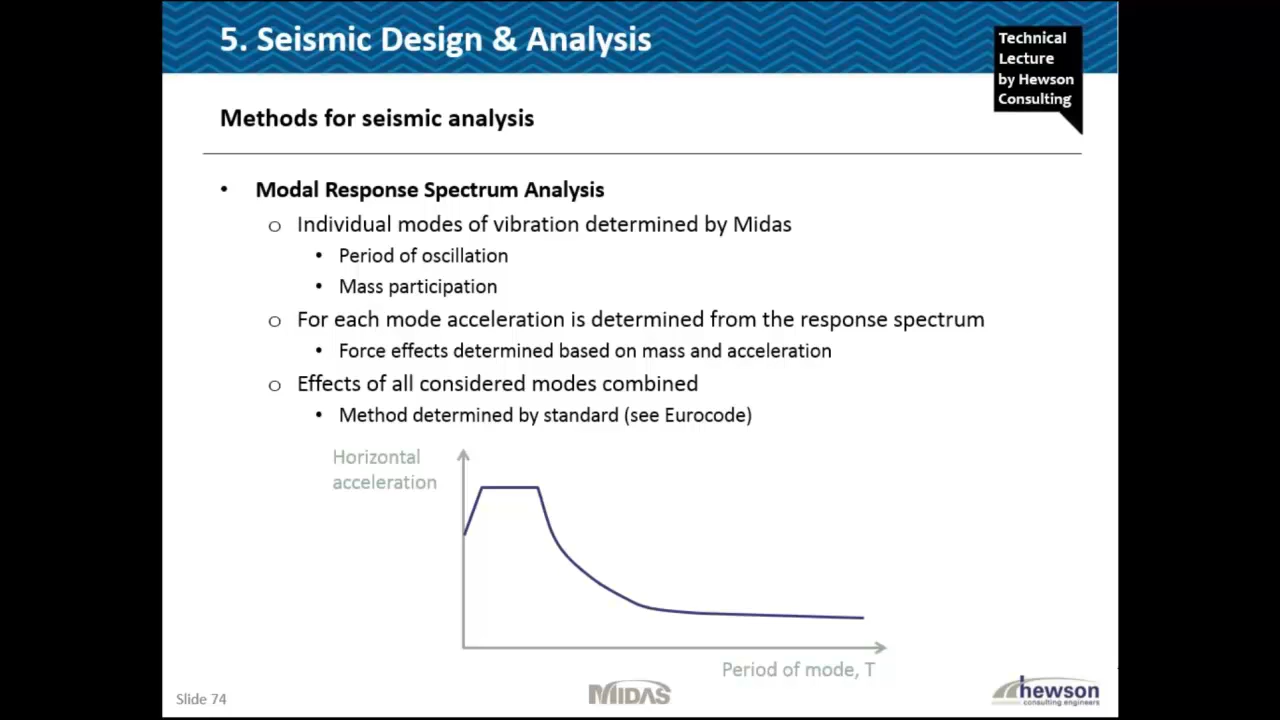 5. Seismic Design & Analysis
Technical
Lecture
by Hewson
Consulting
Methods for seismic analysis
• Modal Response Spectrum Analysis
o Individual modes of vibration determined by Midas
• Period of oscillation
• Mass participation
o For each mode acceleration is determined from the response spectrum
• Force effects determined based on mass and acceleration
o Effects of all considered modes combined
• Method determined by standard (see Eurocode)
Horizontal
acceleration
Period of mode, T
Slide 74
MIDAS
hewson
consulting engineers